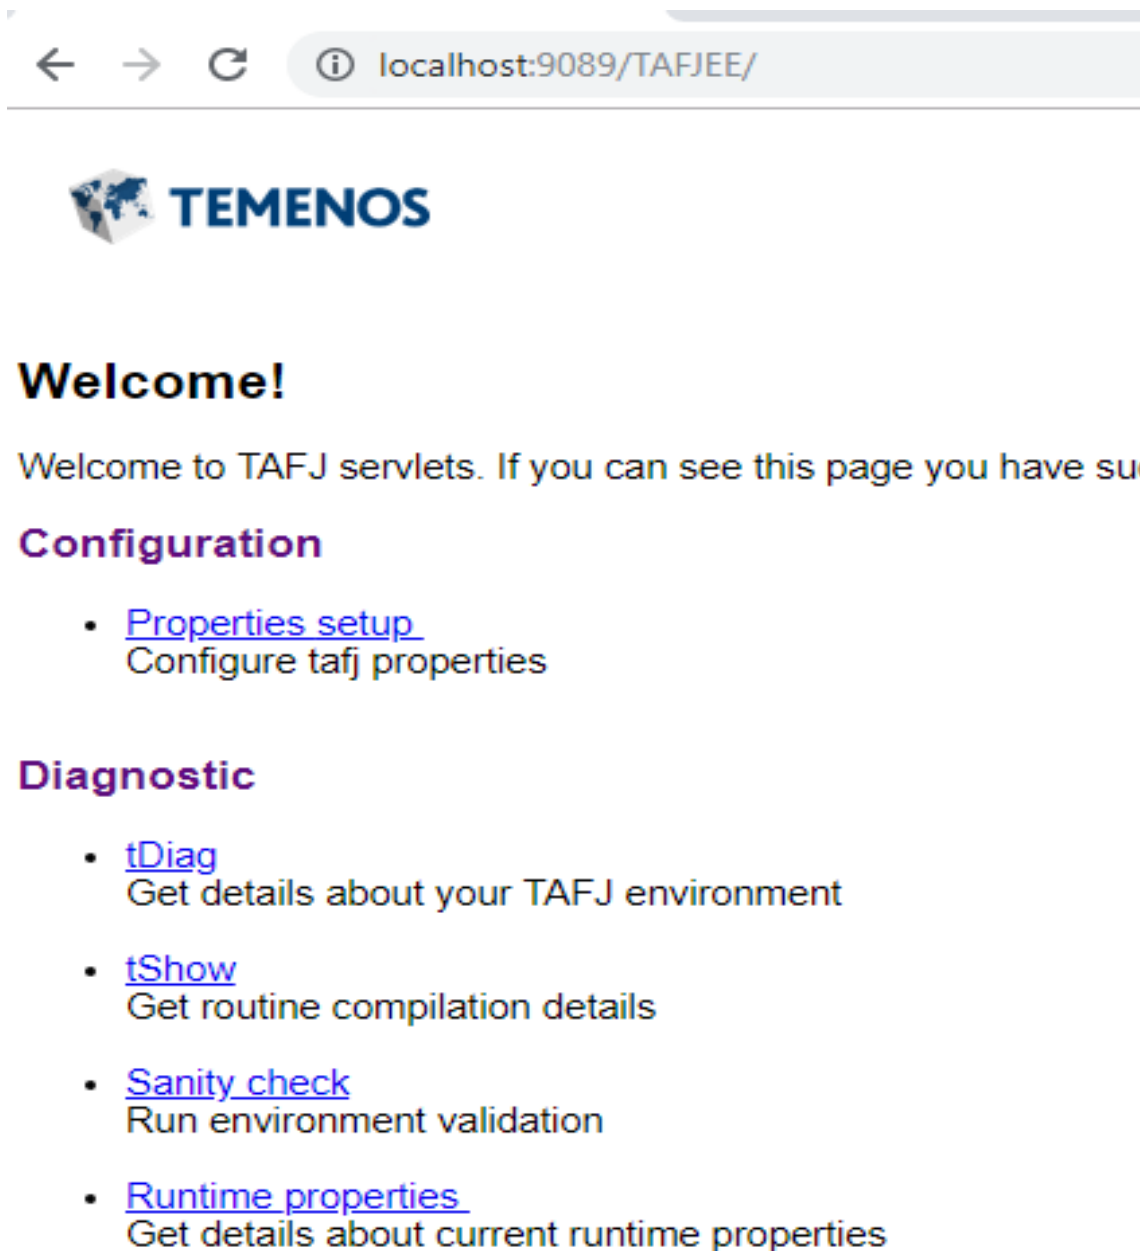 localhost:9089/TAFJEE/
TEMENOS
Welcome!
Welcome to TAFJ servlets. If you can see this page you have
Configuration
Properties setup
Configure tafj properties
Diagnostic
tDiag
Get details about your TAFJ environment
tShow
Get routine compilation details
Sanity check
Run environment validation
Runtime properties
Get details about current runtime properties